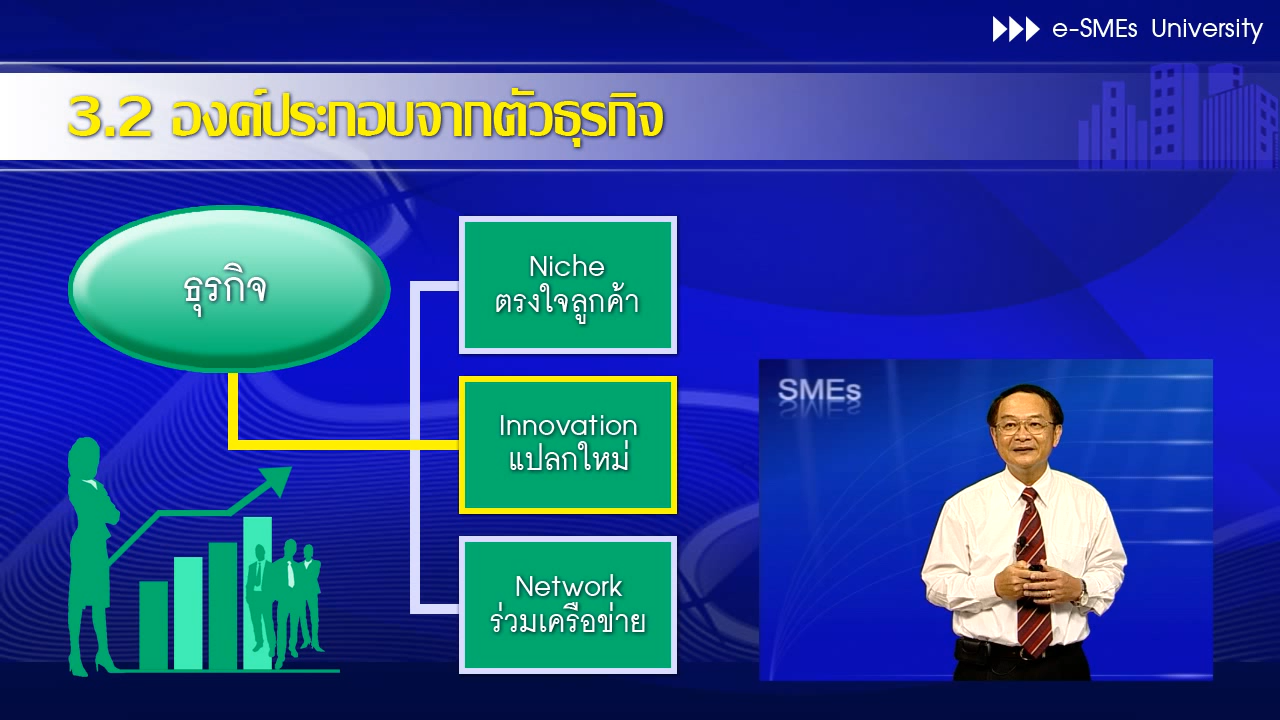 e-SMEs University
3.2 องค์ประกอบจากตัวธุรกิจ
ธุรกิจ
Niche
ตรงใจลูกค้า
Innovation
แปลกใหม่
Network
ร่วมเครือข่าย
SMEs